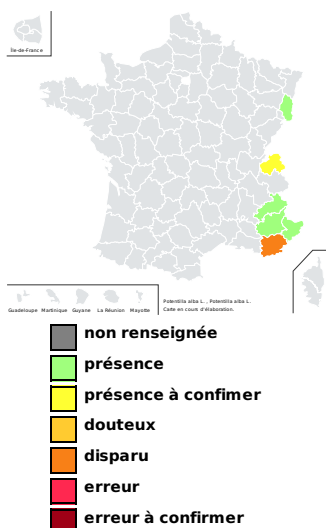 Île-de-France
Guadeloupe Martinique Guyane La Réunion Mayotte
Potentilla alba L. , Potentilla alba L.
Carte en cours d'élaboration.
non renseignée
présence
présence à confimer
douteux
disparu
erreur
erreur à confirmer